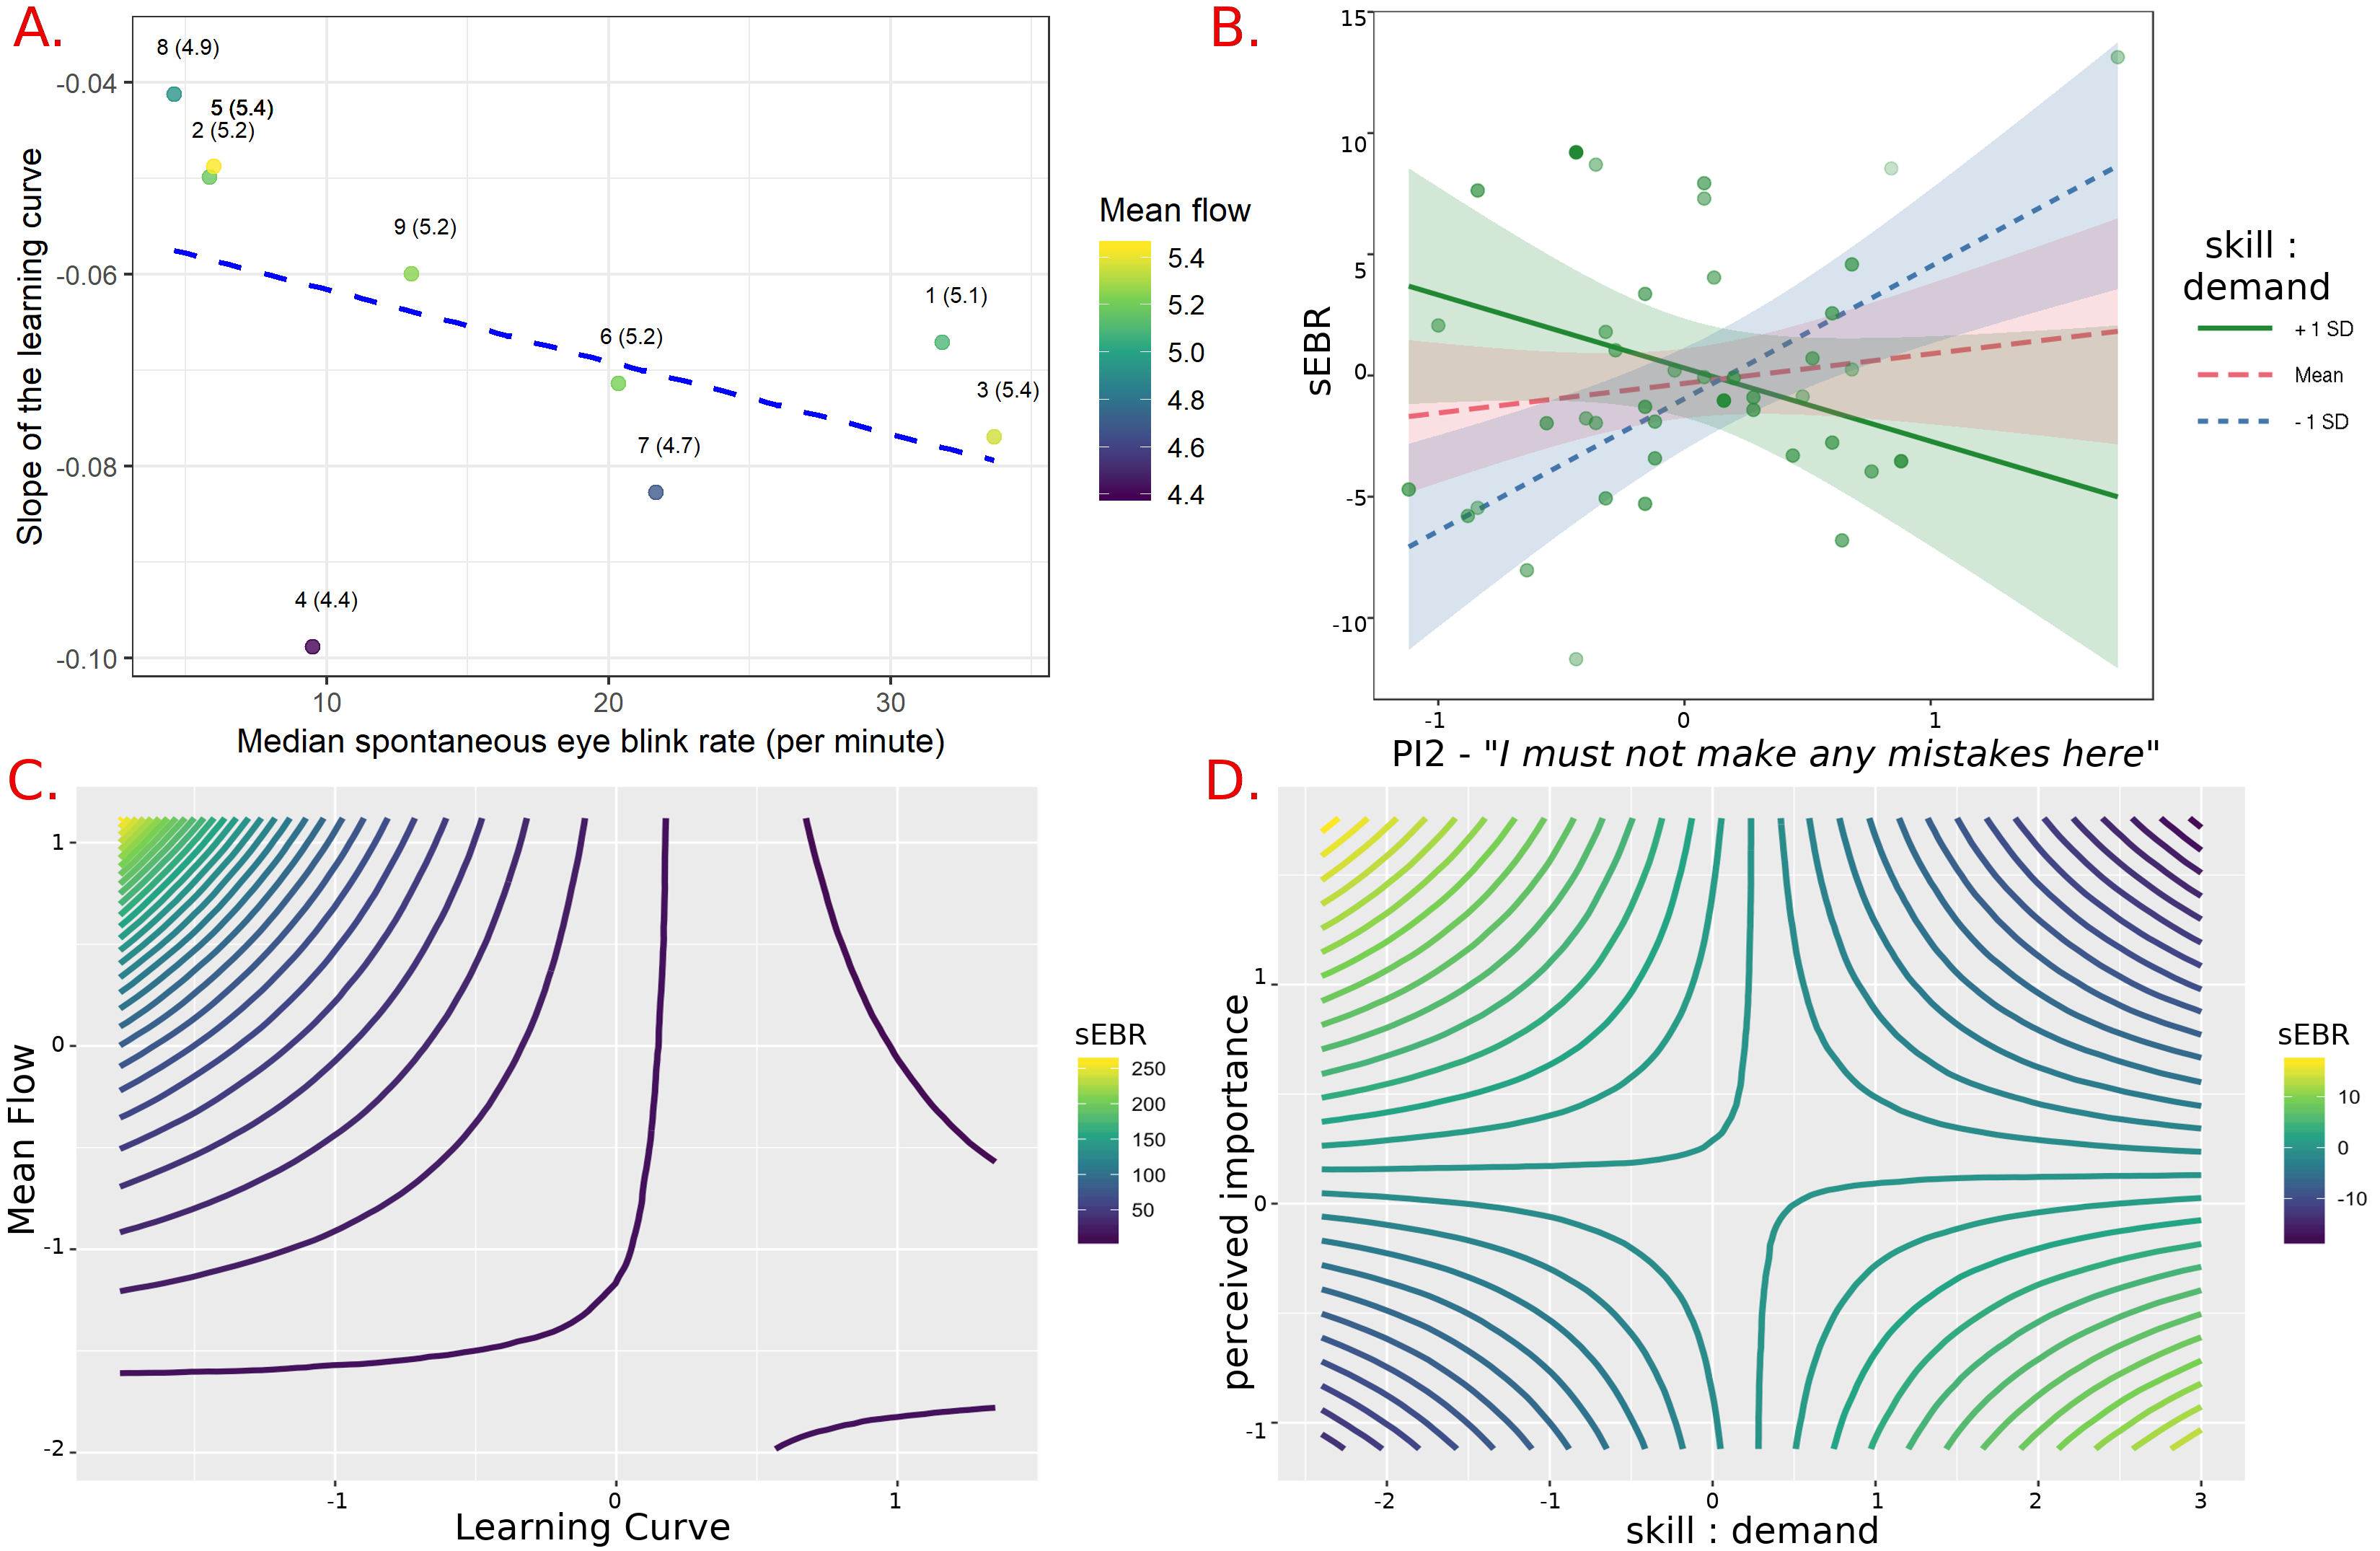 A.
8 (4.9)
5 (5.4)
2 (5.2)
9 (5.2)
1 (5.1)
6 (5.2)
3 (5.4)
7 (4.7)
4 (4.4)
-0.04
-0.06
-0.08
-0.10
Slope of the learning curve
10
20
30
Median spontaneous eye blink rate (per minute)
Mean flow
5.4
5.2
5.0
4.8
4.6
4.4
B.
15
10
5
0
-5
-10
sEBR
-1
0
1
PI2 - "I must not make any mistakes here"
skill :
demand
+ 1 SD
Mean
- 1 SD
C.
1
0
-1
-2
Mean Flow
-1
0
1
Learning Curve
sEBR
250
200
150
100
50
D.
1
0
-1
perceived importance
-2
-1
0
1
2
3
skill : demand
sEBR
10
0
-10